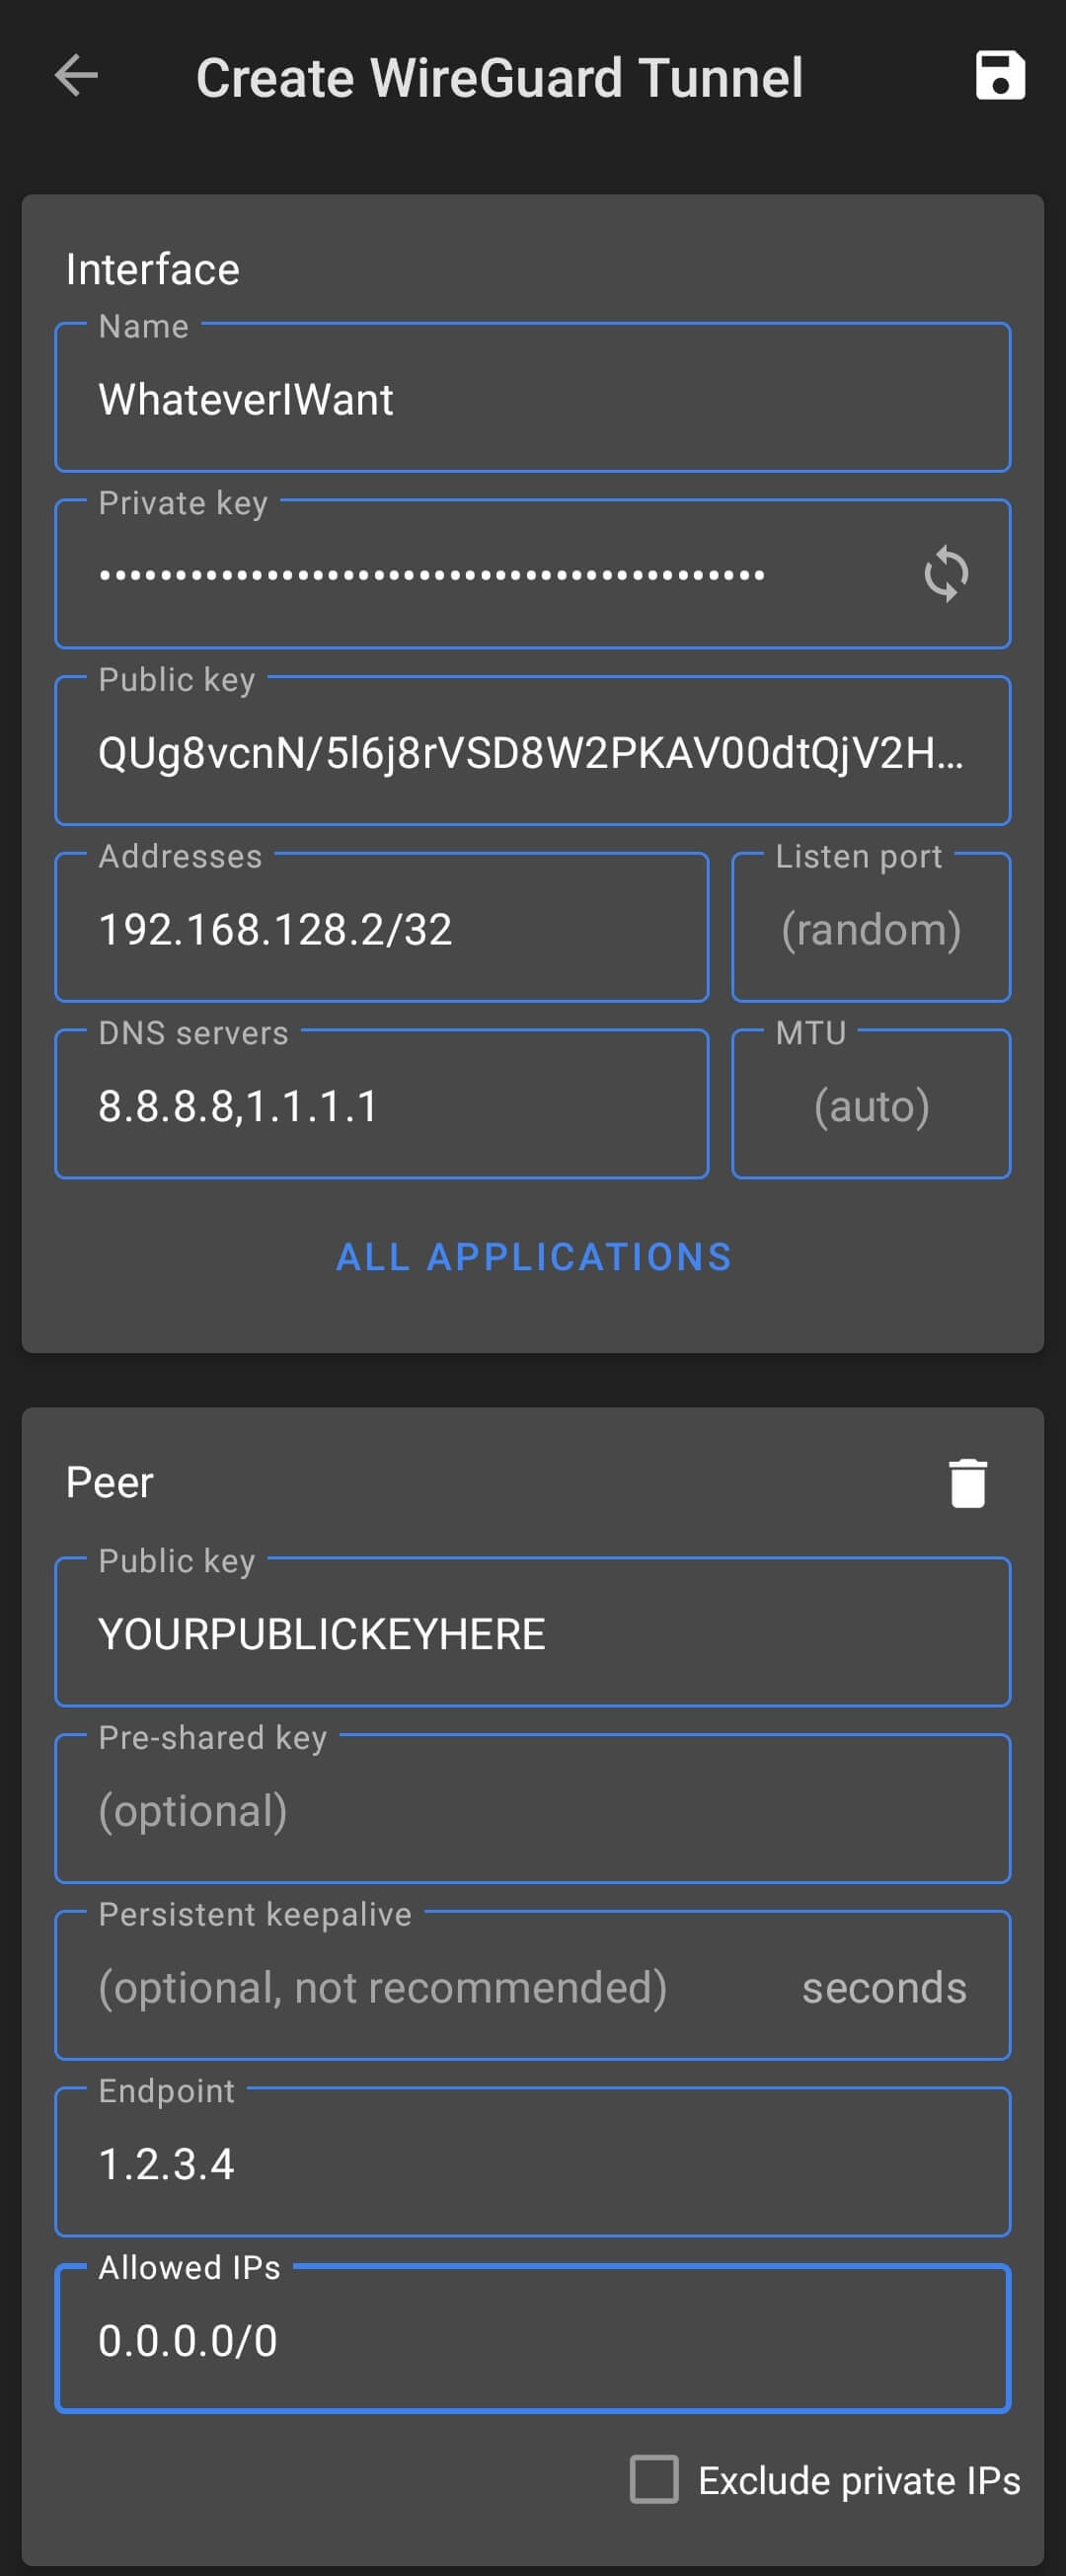 Create WireGuard Tunnel
Interface
Name
WhateverIWant
Private key
••••••••••••••••••••••••••••••••••••••••••••
Public key
QUg8vcnN/5l6j8rVSD8W2PKAV00dtQjV2H...
Addresses
192.168.128.2/32
Listen port
(random)
DNS servers
8.8.8.8,1.1.1.1
MTU
(auto)
ALL APPLICATIONS
Peer
Public key
YOURPUBLICKEYHERE
Pre-shared key
(optional)
Persistent keepalive
(optional, not recommended) seconds
Endpoint
1.2.3.4
Allowed IPs
0.0.0.0/0
Exclude private IPs